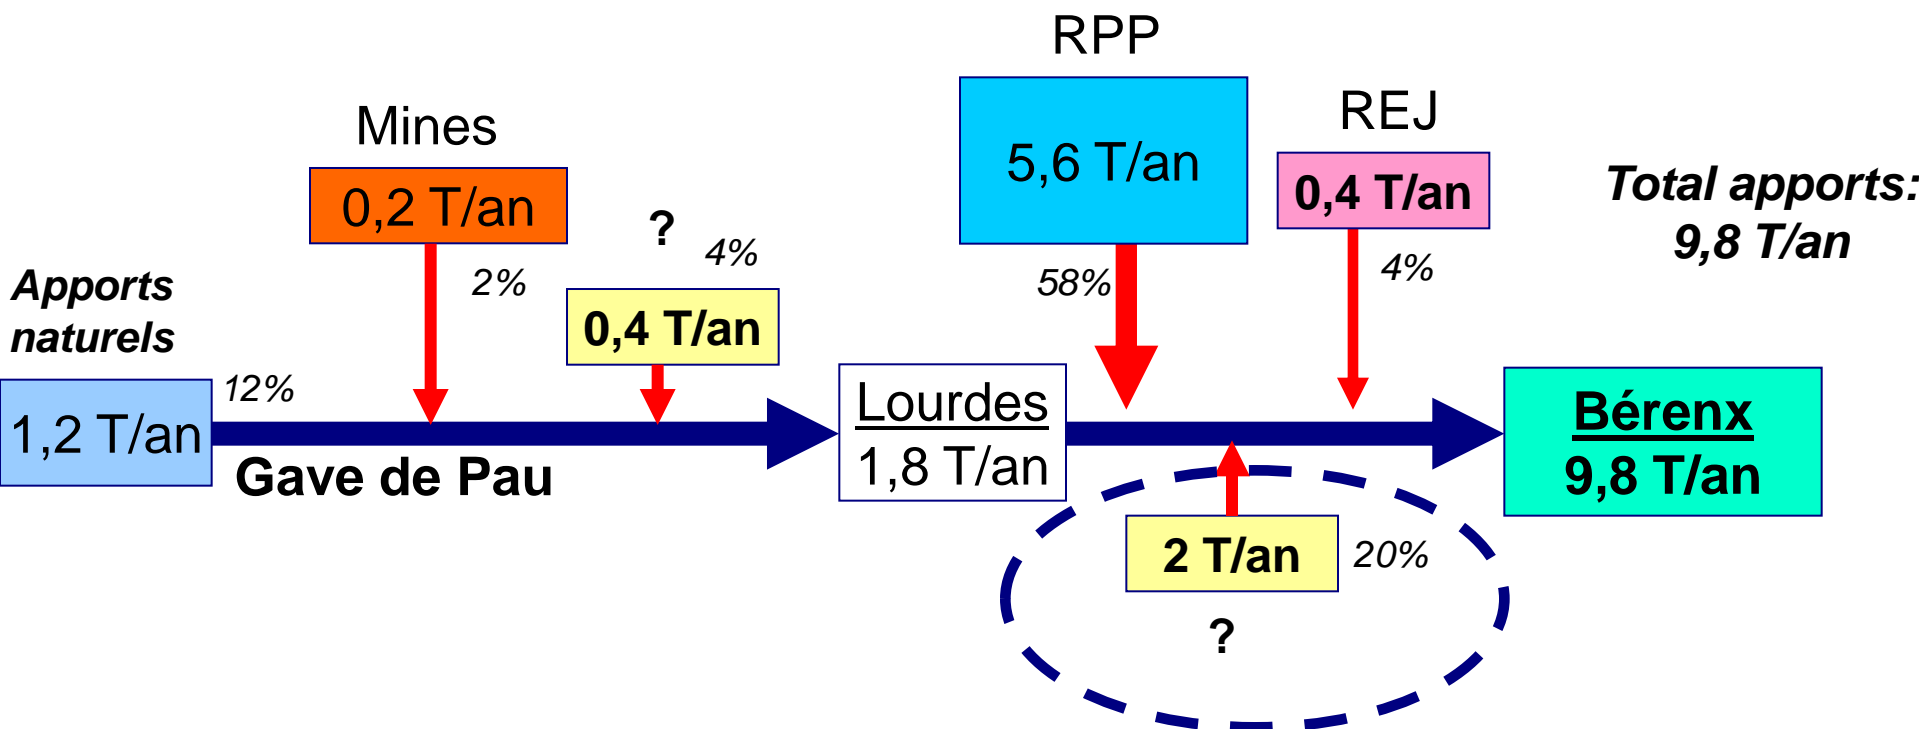 RPP
5,6 T/an
REJ
0,4 T/an
Total apports:
9,8 T/an
Mines
0,2 T/an
2%
?
4%
0,4 T/an
58%
4%
Apports
naturels
12%
1,2 T/an
Gave de Pau
Lourdes
1,8 T/an
Bérenx
9,8 T/an
2 T/an
20%
?